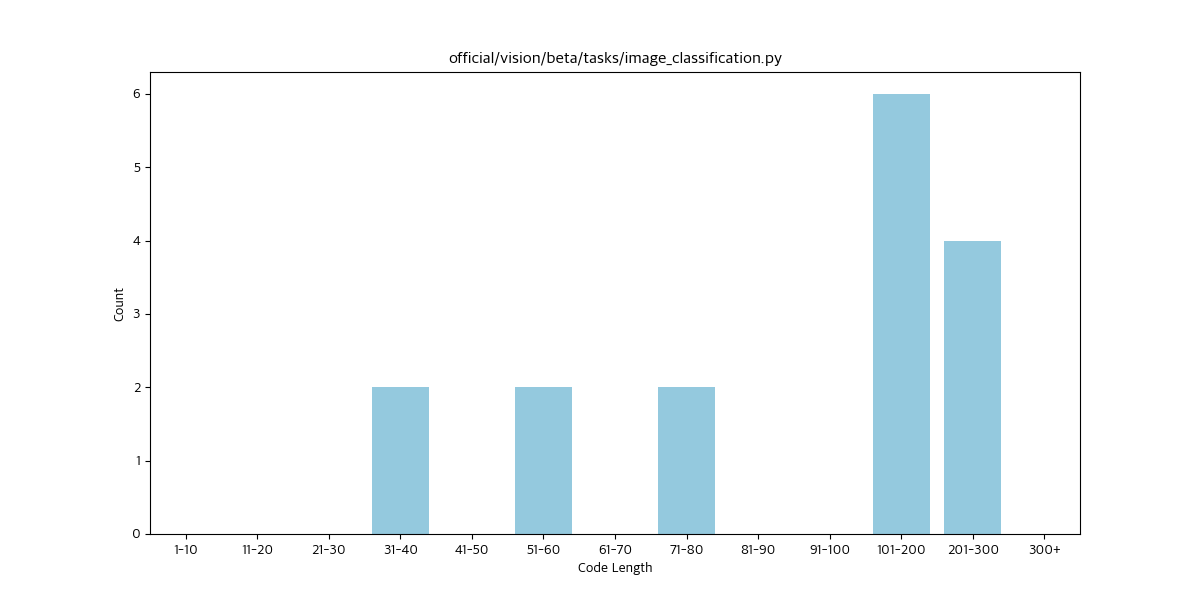 official/vision/beta/tasks/image_classification.py
6
5
4
3
2
1
0
Count
1-10 11-20 21-30 31-40 41-50 51-60 61-70 71-80 81-90 91-100 101-200 201-300 300+
Code Length